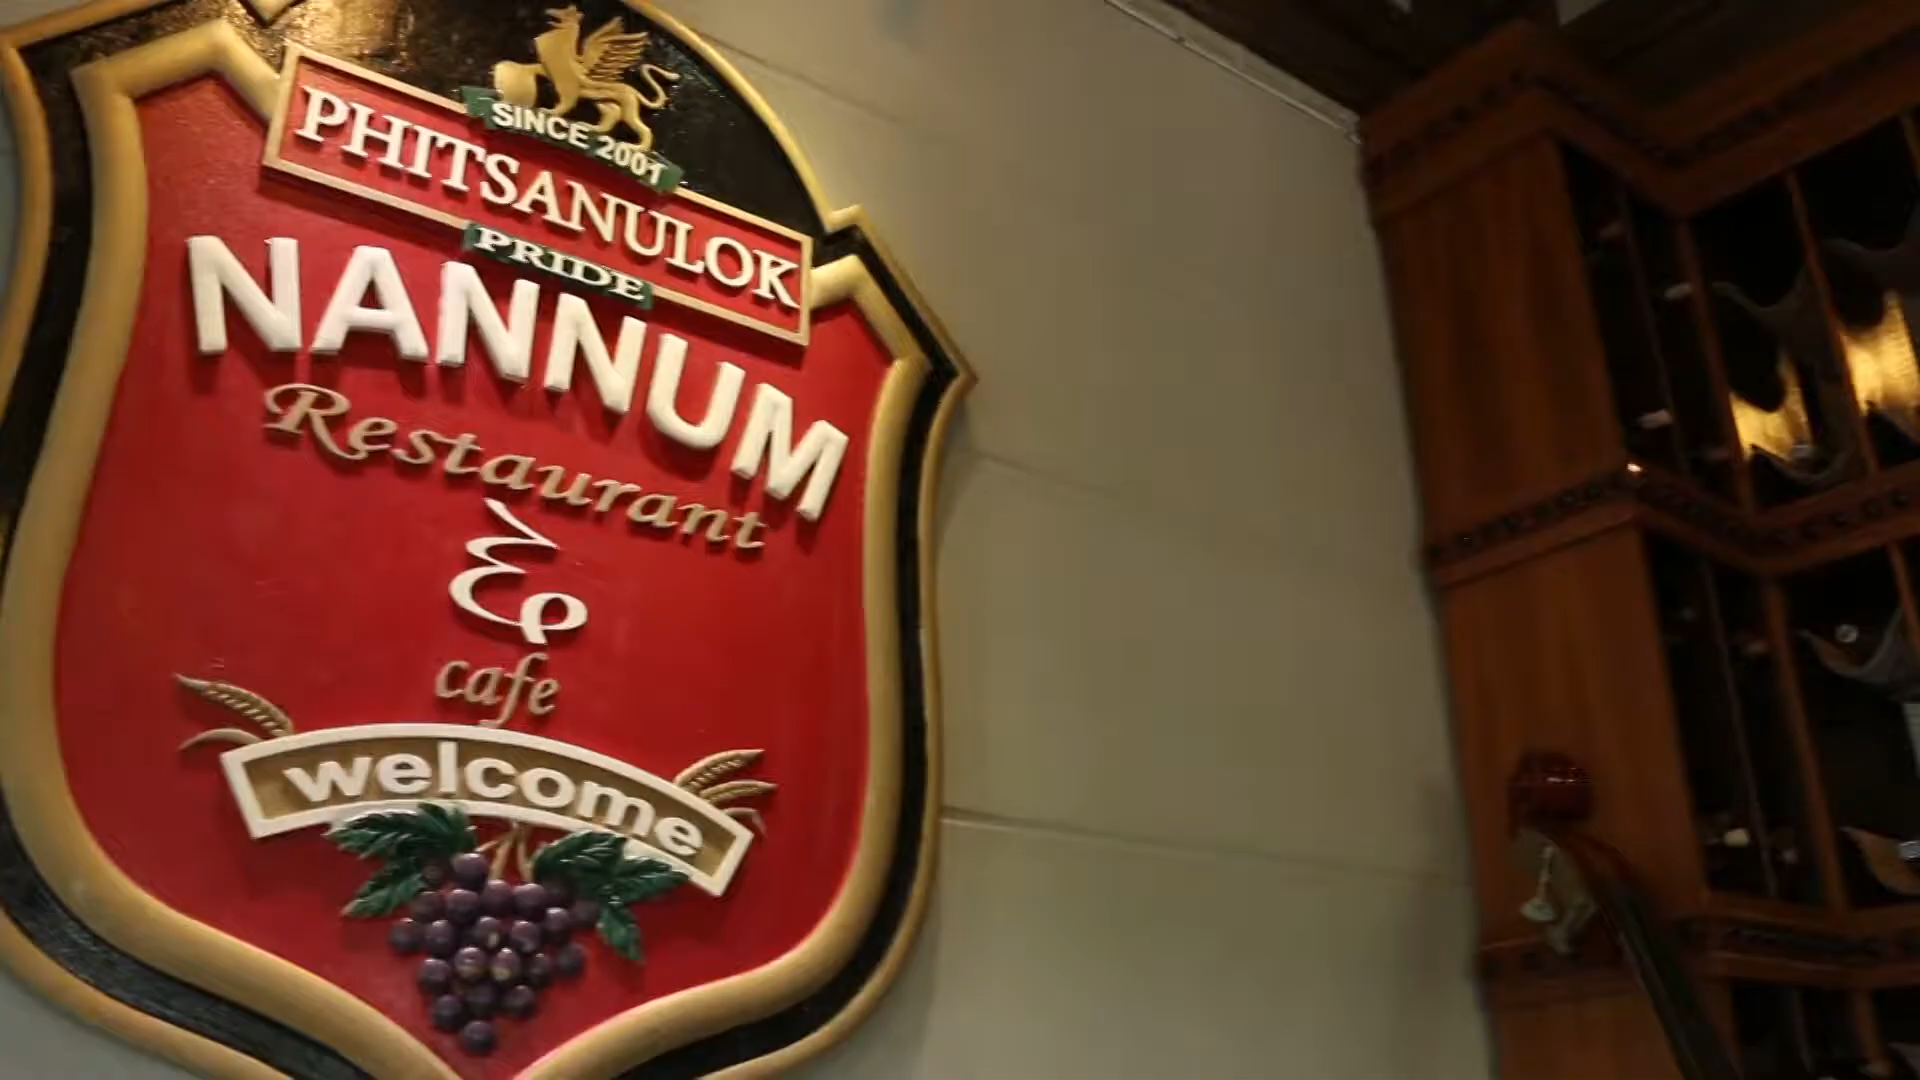 SINCE 2001
PHITSANULOK
PRIDE
NANNUM
Restaurant
&
cafe
welcome